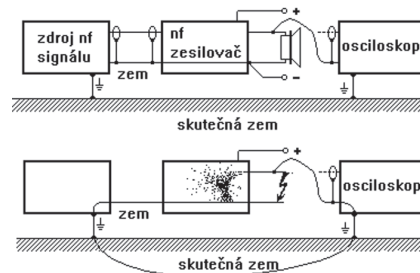 zdroj nf
signálu
zem
nf
zesilovač
+
-
osciloskop
skutečná zem
zem
+
osciloskop
skutečná zem